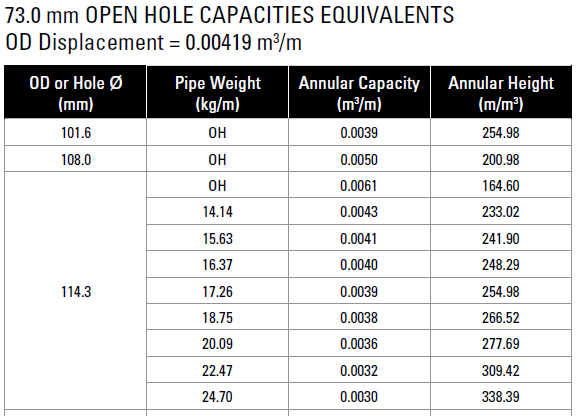 73.0 mm OPEN HOLE CAPACITIES EQUIVALENTS
OD Displacement = 0.00419 m³/m
OD or Hole Ø (mm) Pipe Weight (kg/m) Annular Capacity (m³/m) Annular Height (m/m³)
101.6 OH 0.0039 254.98
108.0 OH 0.0050 200.98
OH 0.0061 164.60
14.14 0.0043 233.02
15.63 0.0041 241.90
16.37 0.0040 248.29
114.3 17.26 0.0039 254.98
18.75 0.0038 266.52
20.09 0.0036 277.69
22.47 0.0032 309.42
24.70 0.0030 338.39